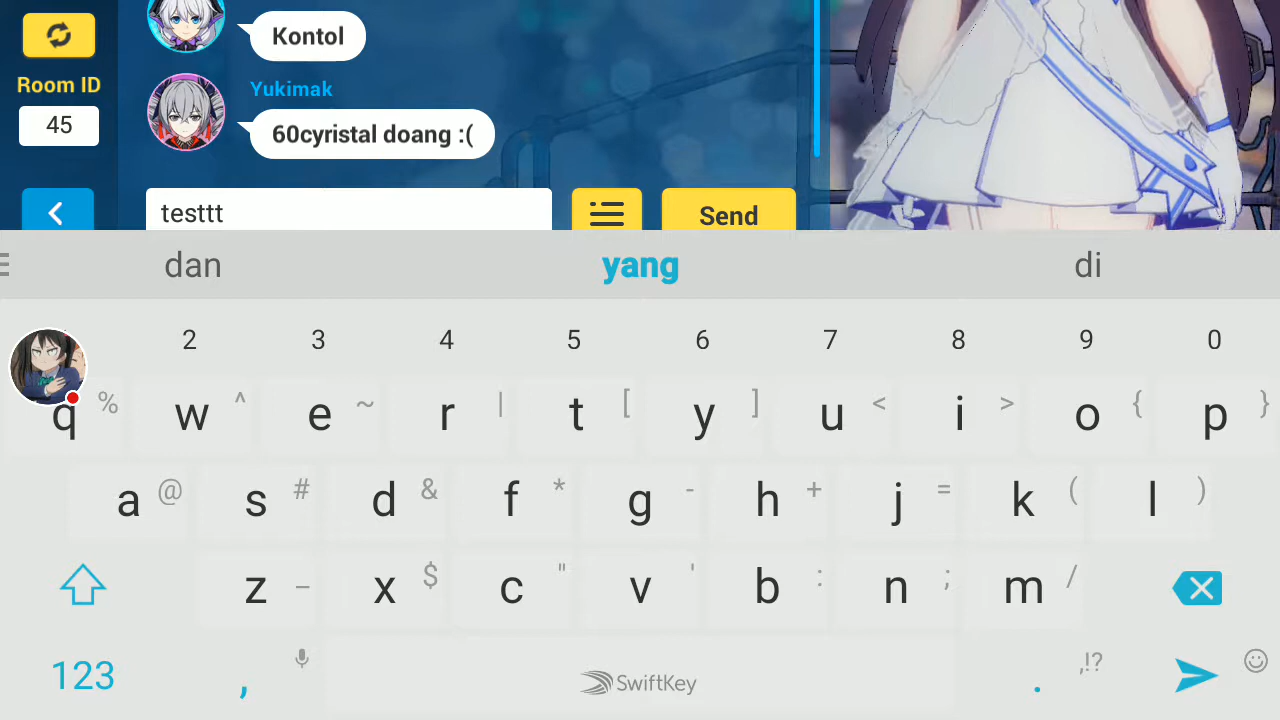 Kontol
Room ID
45
Yukimak
60cyristal doang :(
testtt
Send
dan yang di
2 3 4 5 6 7 8 9 0
q % w ^ e ~ r | t [ y ] u < i > o { p }
a @ s # d & f * g - h + j = k ( l )
z _ x $ c " v ' b : n ; m /
123 , SwiftKey . ,!?